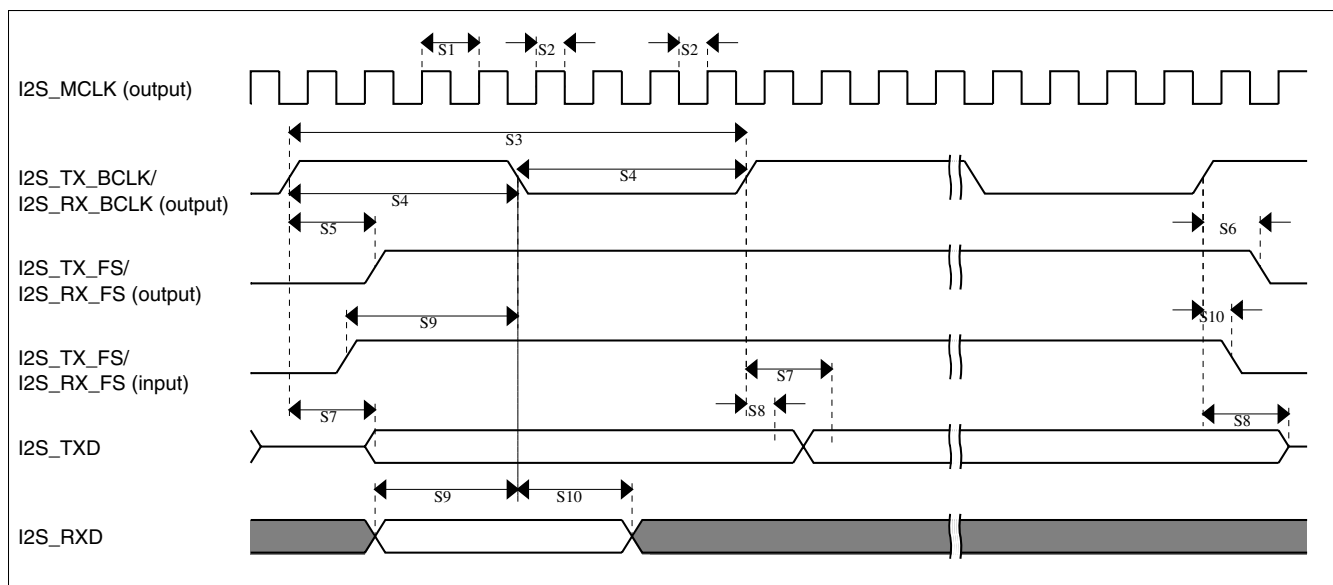 S1 S2 S2
I2S_MCLK (output)
S3
I2S_TX_BCLK/
I2S_RX_BCLK (output)
S4
S4
S5
S6
I2S_TX_FS/
I2S_RX_FS (output)
S9
S10
I2S_TX_FS/
I2S_RX_FS (input)
S7
S7
S8
S8
I2S_TXD
S9
S10
I2S_RXD